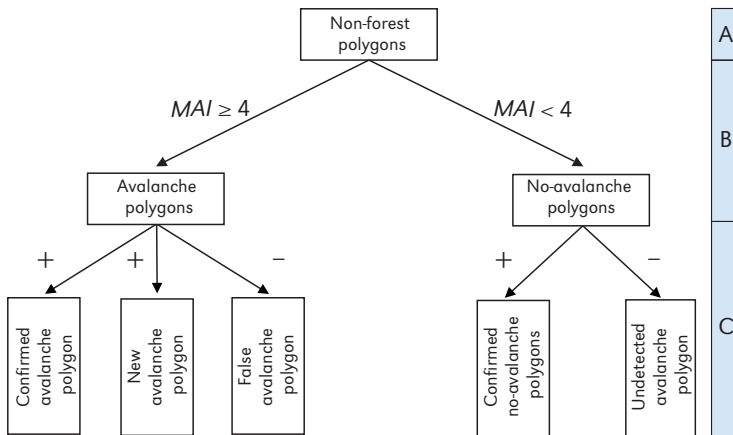 Non-forest
polygons
A
MAI ≥ 4
MAI < 4
B
Avalanche
polygons
No-avalanche
polygons
+
+
–
+
–
Confirmed
avalanche
polygon
New
avalanche
polygon
False
avalanche
polygon
Confirmed
no-avalanche
polygons
Undetected
avalanche
polygon
C